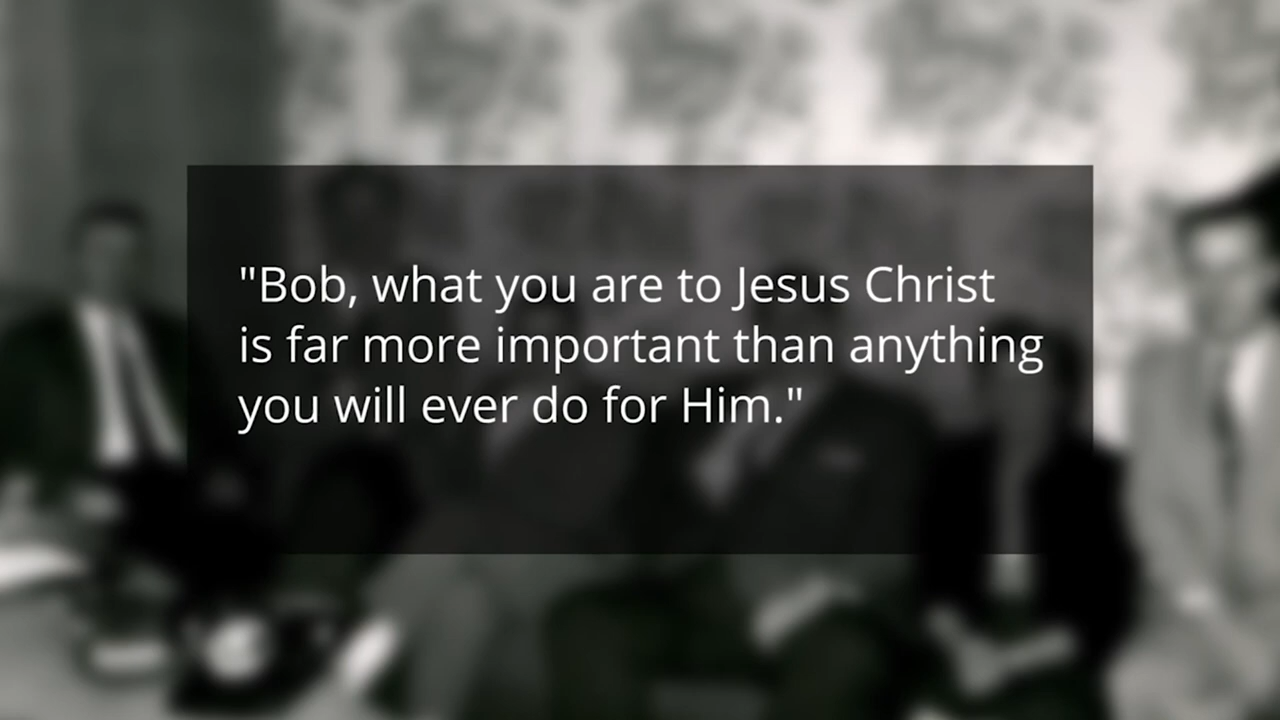 "Bob, what you are to Jesus Christ
is far more important than anything
you will ever do for Him."